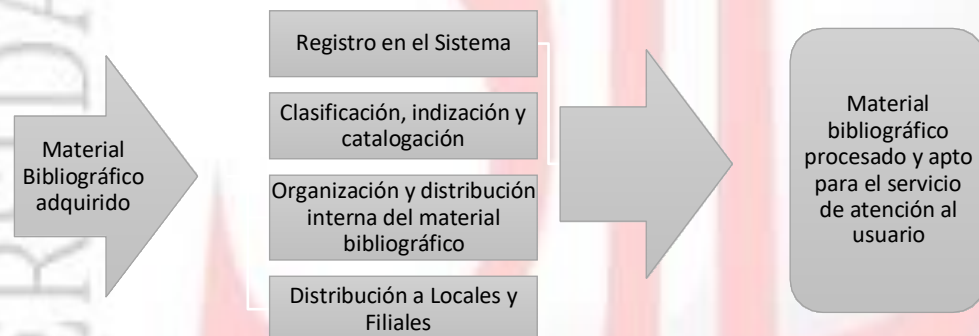 Material
Bibliográfico
adquirido
Registro en el Sistema
Clasificación, indización y
catalogación
Organización y distribución
interna del material
bibliográfico
Distribución a Locales y
Filiales
Material
bibliográfico
procesado y apto
para el servicio
de atención al
usuario